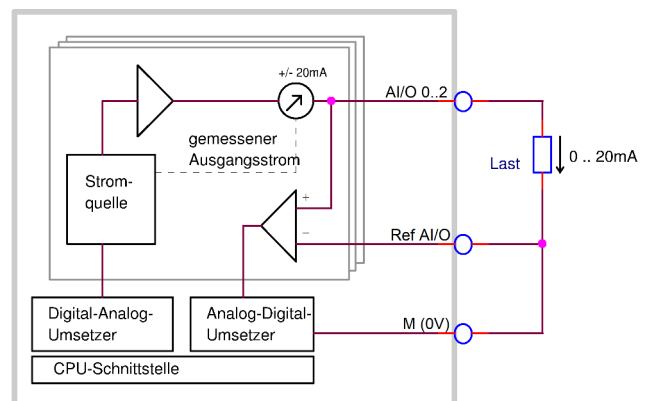 +/- 20mA
AI/O 0..2
gemessener
Ausgangsstrom
Strom-
quelle
Last
0 .. 20mA
+
−
Ref AI/O
Digital-Analog-
Umsetzer
Analog-Digital-
Umsetzer
M (0V)
CPU-Schnittstelle